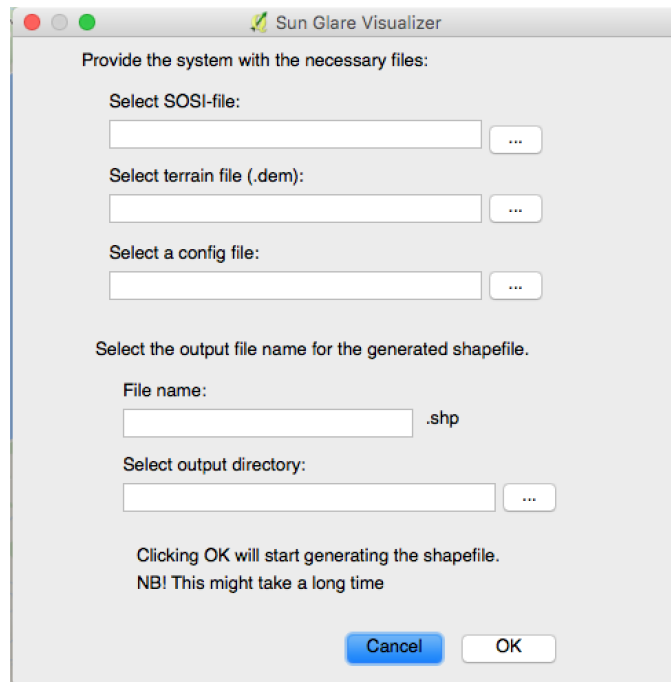 Sun Glare Visualizer
Provide the system with the necessary files:
Select SOSI-file:
...
Select terrain file (.dem):
...
Select a config file:
...
Select the output file name for the generated shapefile.
File name:
.shp
Select output directory:
...
Clicking OK will start generating the shapefile.
NB! This might take a long time
Cancel OK